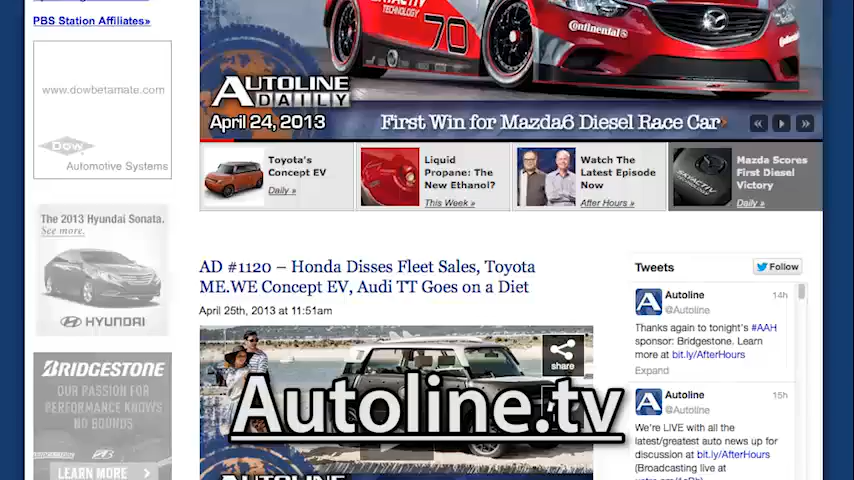 PBS Station Affiliates»
www.dowbetamate.com
Dow
Automotive Systems
The 2013 Hyundai Sonata.
See more.
HYUNDAI
BRIDGESTONE
OUR PASSION FOR
PERFORMANCE KNOWS
NO BOUNDS
BRIDGESTONE
LEARN MORE
TECHNOLOGY
70
Continental
AUTOLINE
DAILY
April 24, 2013
First Win for Mazda6 Diesel Race Car
Toyota's
Concept EV
Daily »
Liquid
Propane: The
New Ethanol?
This Week »
Watch The
Latest Episode
Now
After Hours »
SKYACTIV
Mazda Scores
First Diesel
Victory
Daily »
AD #1120 – Honda Disses Fleet Sales, Toyota
ME.WE Concept EV, Audi TT Goes on a Diet
April 25th, 2013 at 11:51am
share
Autoline.tv
AUTOLINE
Tweets
Follow
Autoline 14h
@Autoline
Thanks again to tonight's #AAH
sponsor: Bridgestone. Learn
more at bit.ly/AfterHours
Expand
Autoline 15h
@Autoline
We're LIVE with all the
latest/greatest auto news up for
discussion at bit.ly/AfterHours
(Broadcasting live at